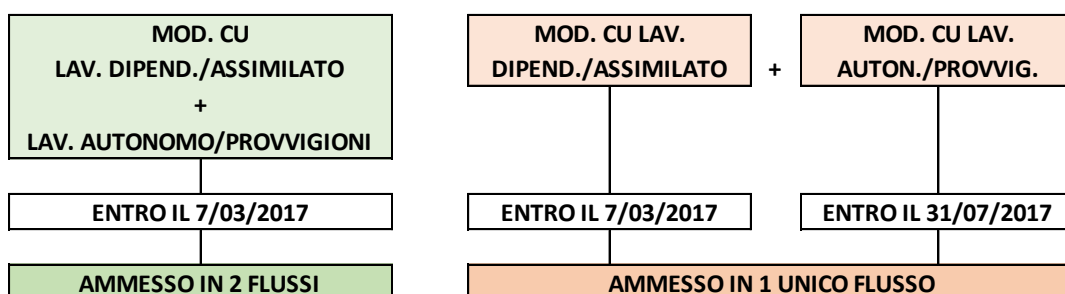 MOD. CU
LAV. DIPEND./ASSIMILATO
+
LAV. AUTONOMO/PROVVIGIONI
ENTRO IL 7/03/2017
AMMESSO IN 2 FLUSSI
MOD. CU LAV.
DIPEND./ASSIMILATO
+
MOD. CU LAV.
AUTON./PROVVIG.
ENTRO IL 7/03/2017
ENTRO IL 31/07/2017
AMMESSO IN 1 UNICO FLUSSO